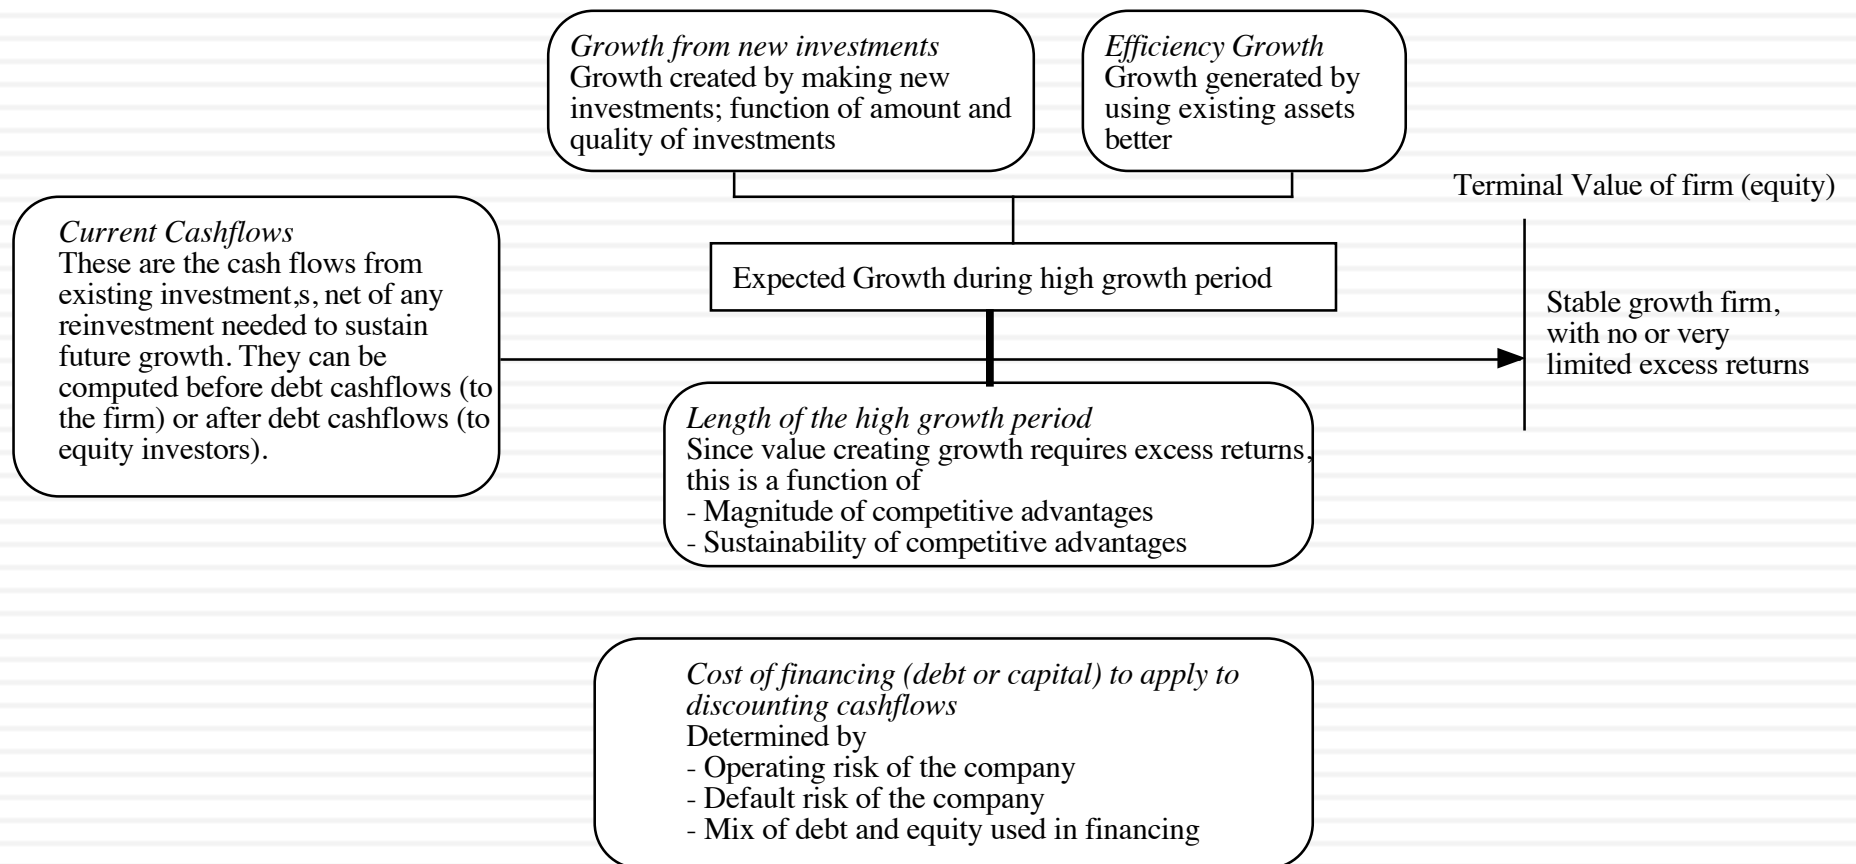 Growth from new investments
Growth created by making new
investments; function of amount and
quality of investments
Efficiency Growth
Growth generated by
using existing assets
better
Terminal Value of firm (equity)
Current Cashflows
These are the cash flows from
existing investment,s, net of any
reinvestment needed to sustain
future growth. They can be
computed before debt cashflows (to
the firm) or after debt cashflows (to
equity investors).
Expected Growth during high growth period
Stable growth firm,
with no or very
limited excess returns
Length of the high growth period
Since value creating growth requires excess returns,
this is a function of
- Magnitude of competitive advantages
- Sustainability of competitive advantages
Cost of financing (debt or capital) to apply to
discounting cashflows
Determined by
- Operating risk of the company
- Default risk of the company
- Mix of debt and equity used in financing